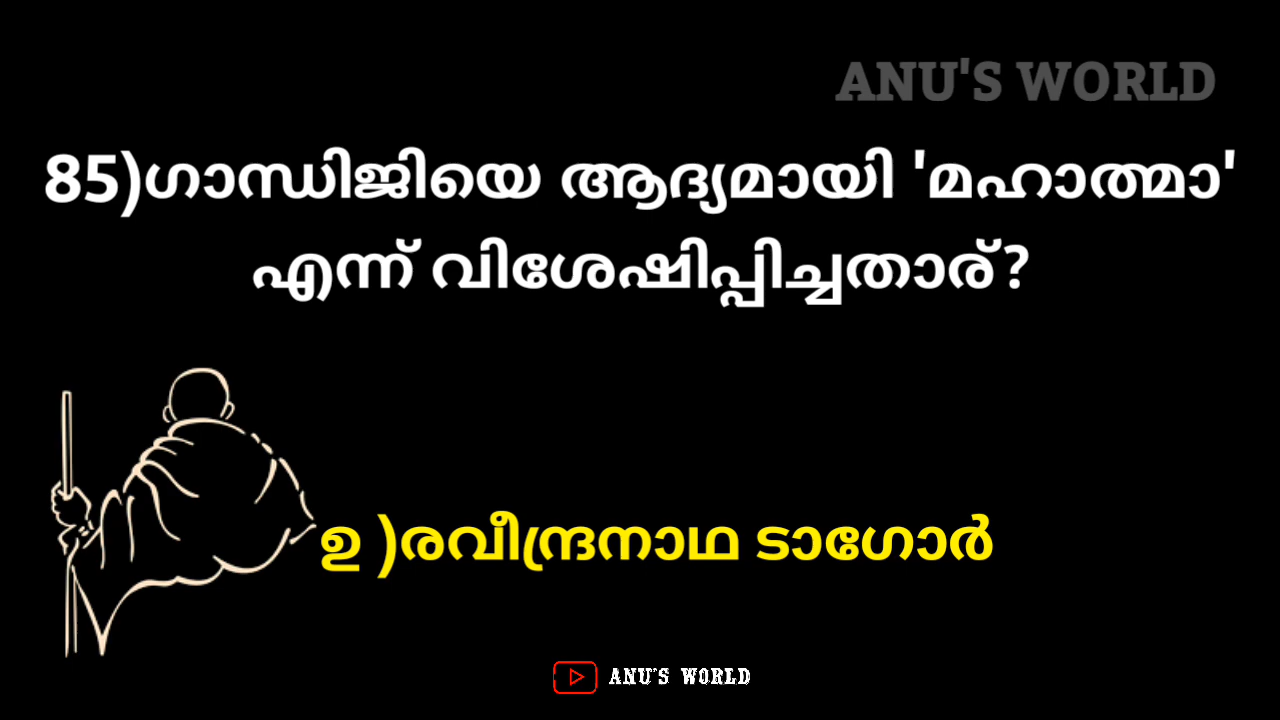 ANU'S WORLD
85)ഗാന്ധിജിയെ ആദ്യമായി 'മഹാത്മാ'
എന്ന് വിശേഷിപ്പിച്ചതാര്?
ഉ )രവീന്ദ്രനാഥ ടാഗോർ
ANU'S WORLD